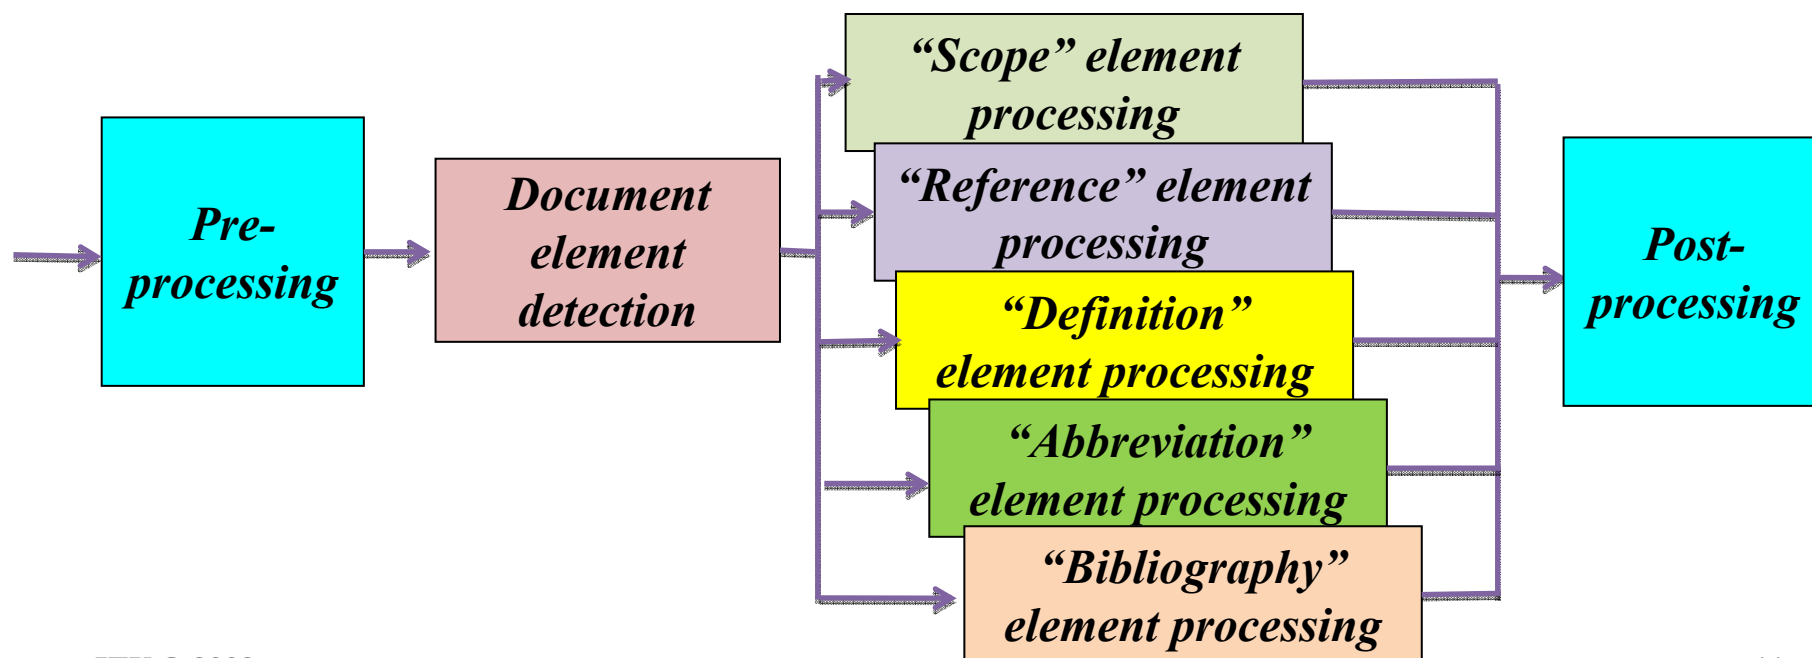 Pre-
processing
Document
element
detection
“Scope” element
processing
“Reference” element
processing
“Definition”
element processing
“Abbreviation”
element processing
“Bibliography”
element processing
Post-
processing